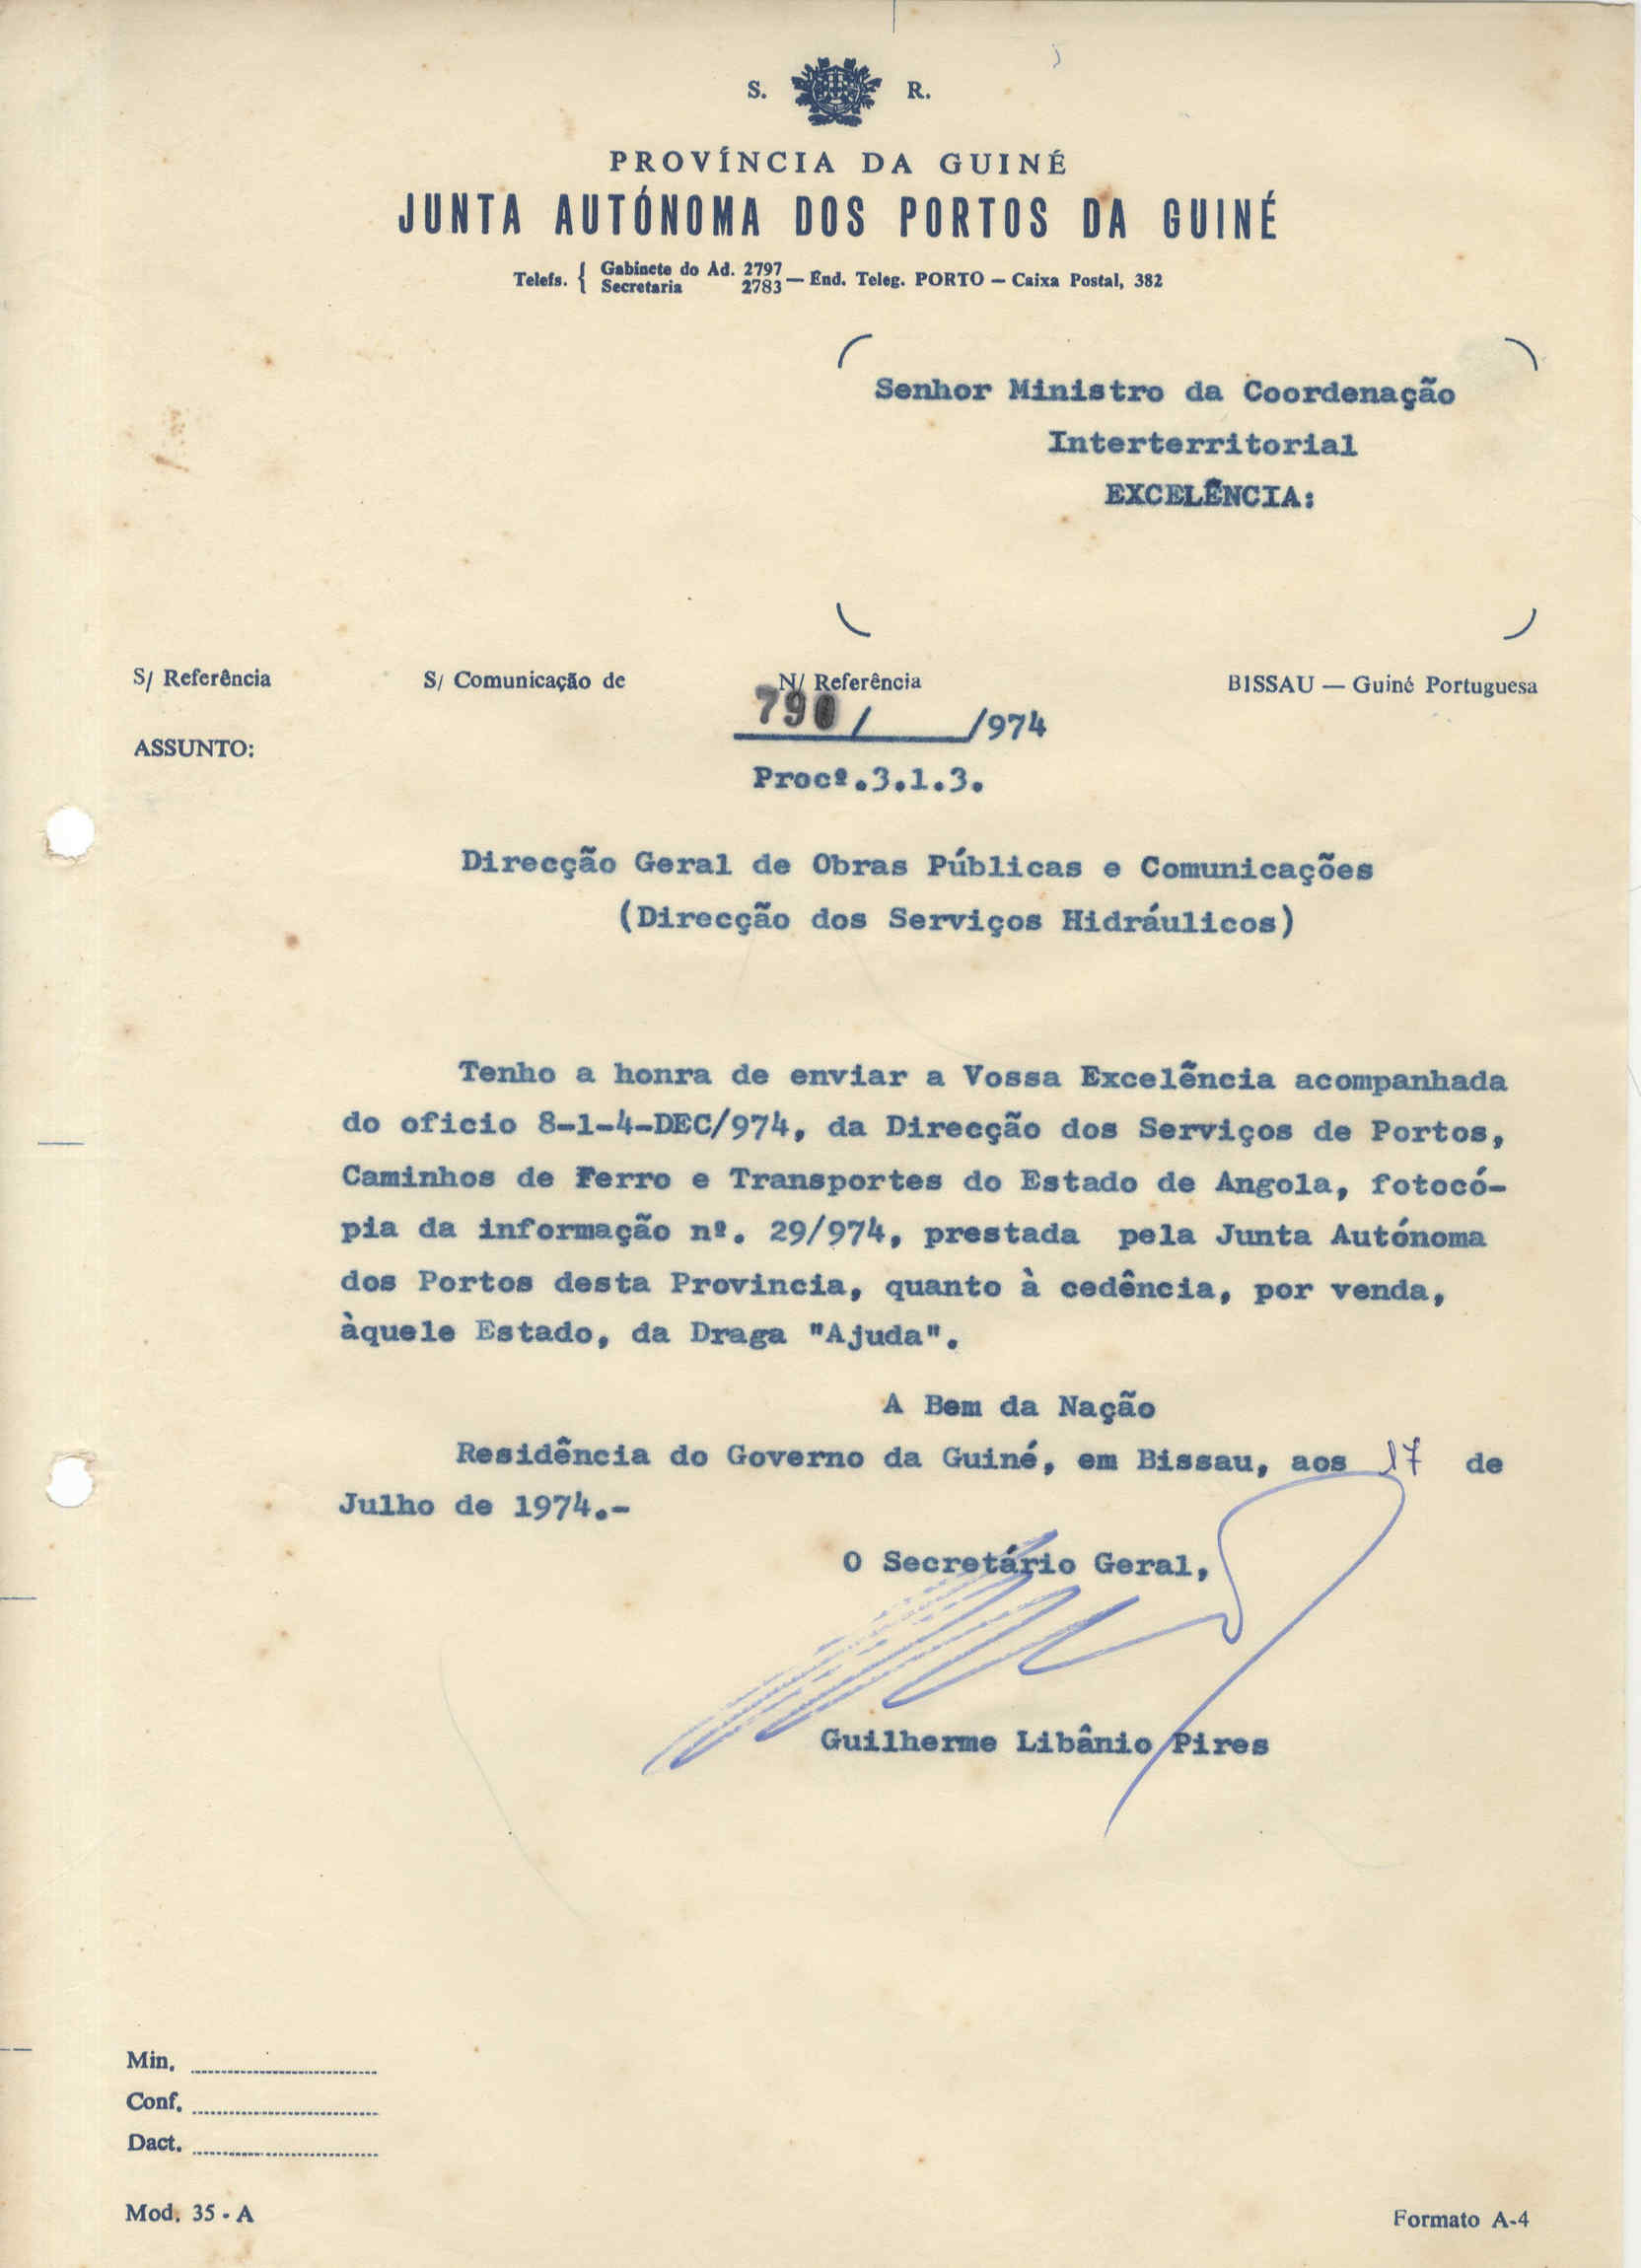 S. R.
PROVÍNCIA DA GUINÉ
JUNTA AUTÓNOMA DOS PORTOS DA GUINÉ
Telefs. { Gabinete do Ad. 2797
Secretaria 2783 — End. Teleg. PORTO — Caixa Postal, 382
Senhor Ministro da Coordenação
Interterritorial
EXCELÊNCIA:
S/ Referência S/ Comunicação de N/ Referência BISSAU — Guiné Portuguesa
/ /974
ASSUNTO:
Procº.3.1.3.
Direcção Geral de Obras Públicas e Comunicações
(Direcção dos Serviços Hidráulicos)
Tenho a honra de enviar a Vossa Excelência acompanhada
do oficio 8-1-4-DEC/974, da Direcção dos Serviços de Portos,
Caminhos de Ferro e Transportes do Estado de Angola, fotocó-
pia da informação nº. 29/974, prestada pela Junta Autónoma
dos Portos desta Provincia, quanto à cedência, por venda,
àquele Estado, da Draga "Ajuda".
A Bem da Nação
Residência do Governo da Guiné, em Bissau, aos 17 de
Julho de 1974.-
O Secretário Geral,
Guilherme Libânio Pires
Min.
Conf.
Dact.
Mod. 35 - A Formato A-4